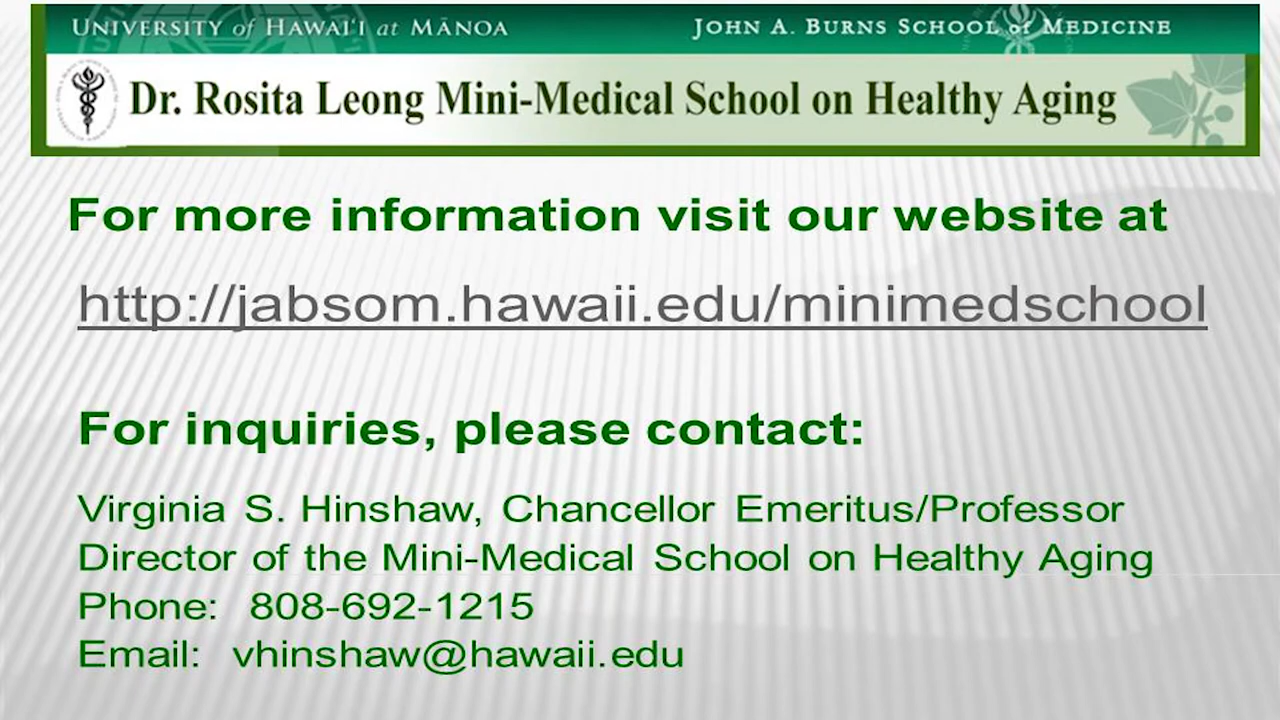 UNIVERSITY of HAWAI'I at MĀNOA
JOHN A. BURNS SCHOOL of MEDICINE
Dr. Rosita Leong Mini-Medical School on Healthy Aging
For more information visit our website at
http://jabsom.hawaii.edu/minimedschool
For inquiries, please contact:
Virginia S. Hinshaw, Chancellor Emeritus/Professor
Director of the Mini-Medical School on Healthy Aging
Phone: 808-692-1215
Email: vhinshaw@hawaii.edu